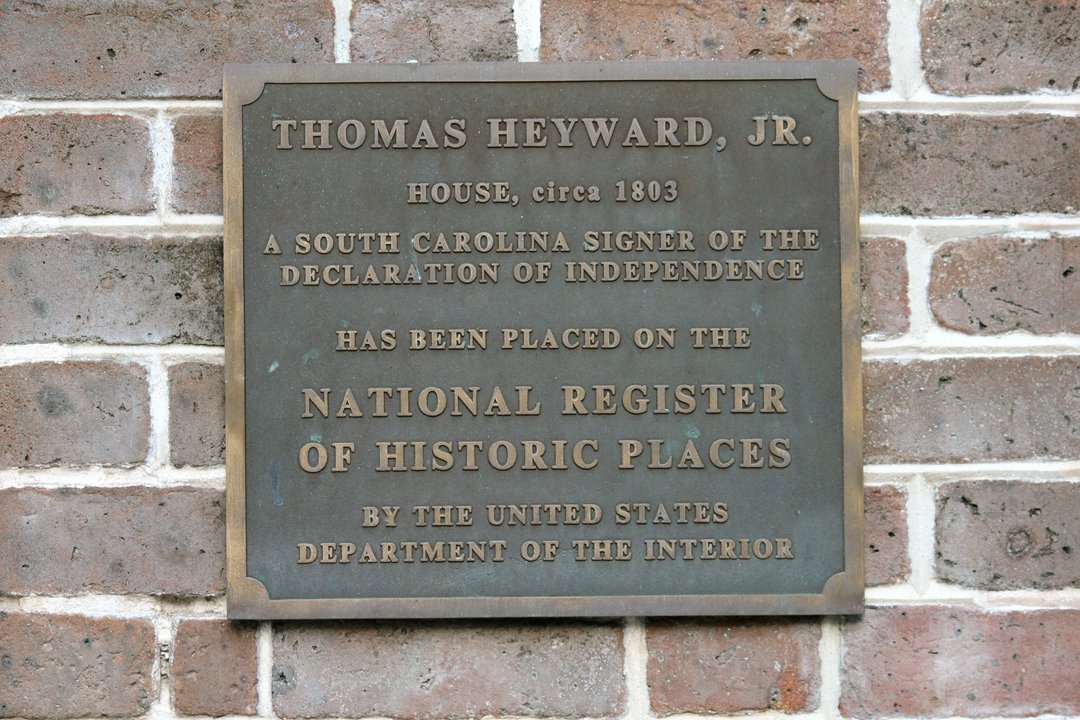 THOMAS HEYWARD, JR.
HOUSE, circa 1803
A SOUTH CAROLINA SIGNER OF THE
DECLARATION OF INDEPENDENCE
HAS BEEN PLACED ON THE
NATIONAL REGISTER
OF HISTORIC PLACES
BY THE UNITED STATES
DEPARTMENT OF THE INTERIOR